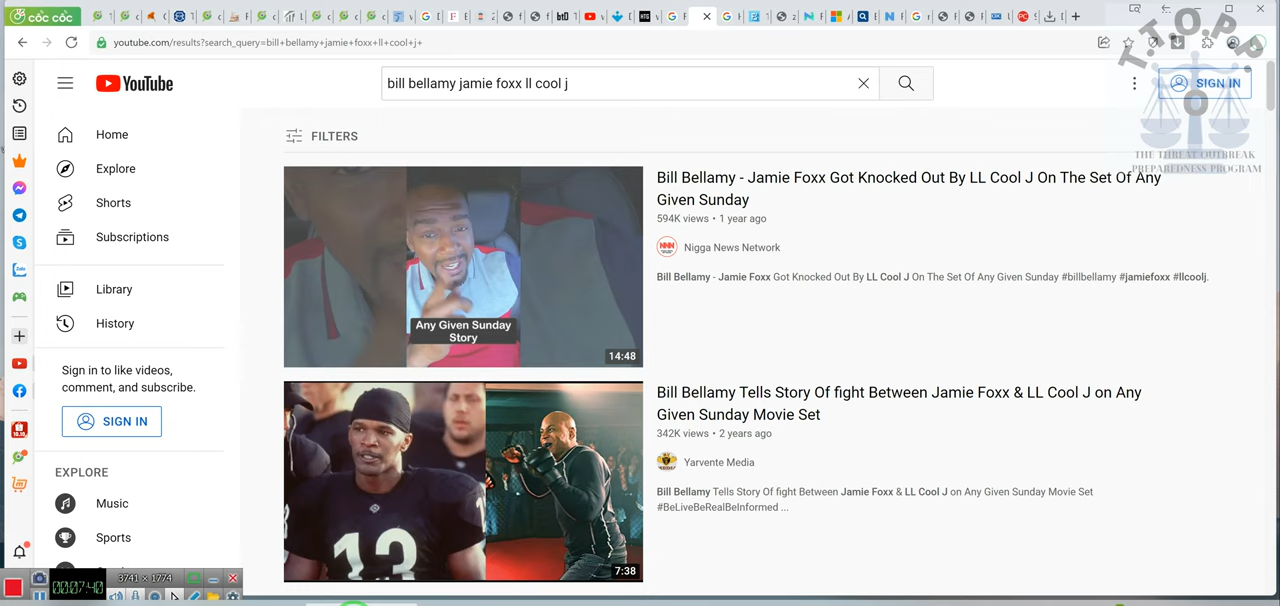 cốc cốc
youtube.com/results?search_query=bill+bellamy+jamie+foxx+ll+cool+j+
T.T.O.P.P
THE THREAT OUTBREAK
PREPAREDNESS PROGRAM
YouTube
bill bellamy jamie foxx ll cool j
SIGN IN
Home
Explore
Shorts
Subscriptions
Library
History
Sign in to like videos,
comment, and subscribe.
SIGN IN
EXPLORE
Music
Sports
FILTERS
Any Given Sunday
Story
14:48
Bill Bellamy - Jamie Foxx Got Knocked Out By LL Cool J On The Set Of Any
Given Sunday
594K views • 1 year ago
NNN
Nigga News Network
Bill Bellamy - Jamie Foxx Got Knocked Out By LL Cool J On The Set Of Any Given Sunday #billbellamy #jamiefoxx #llcoolj.
13
7:38
Bill Bellamy Tells Story Of fight Between Jamie Foxx & LL Cool J on Any
Given Sunday Movie Set
342K views • 2 years ago
Yarvente Media
Bill Bellamy Tells Story Of fight Between Jamie Foxx & LL Cool J on Any Given Sunday Movie Set
#BeLiveBeRealBeInformed ...
00:07:40
3741 × 1774